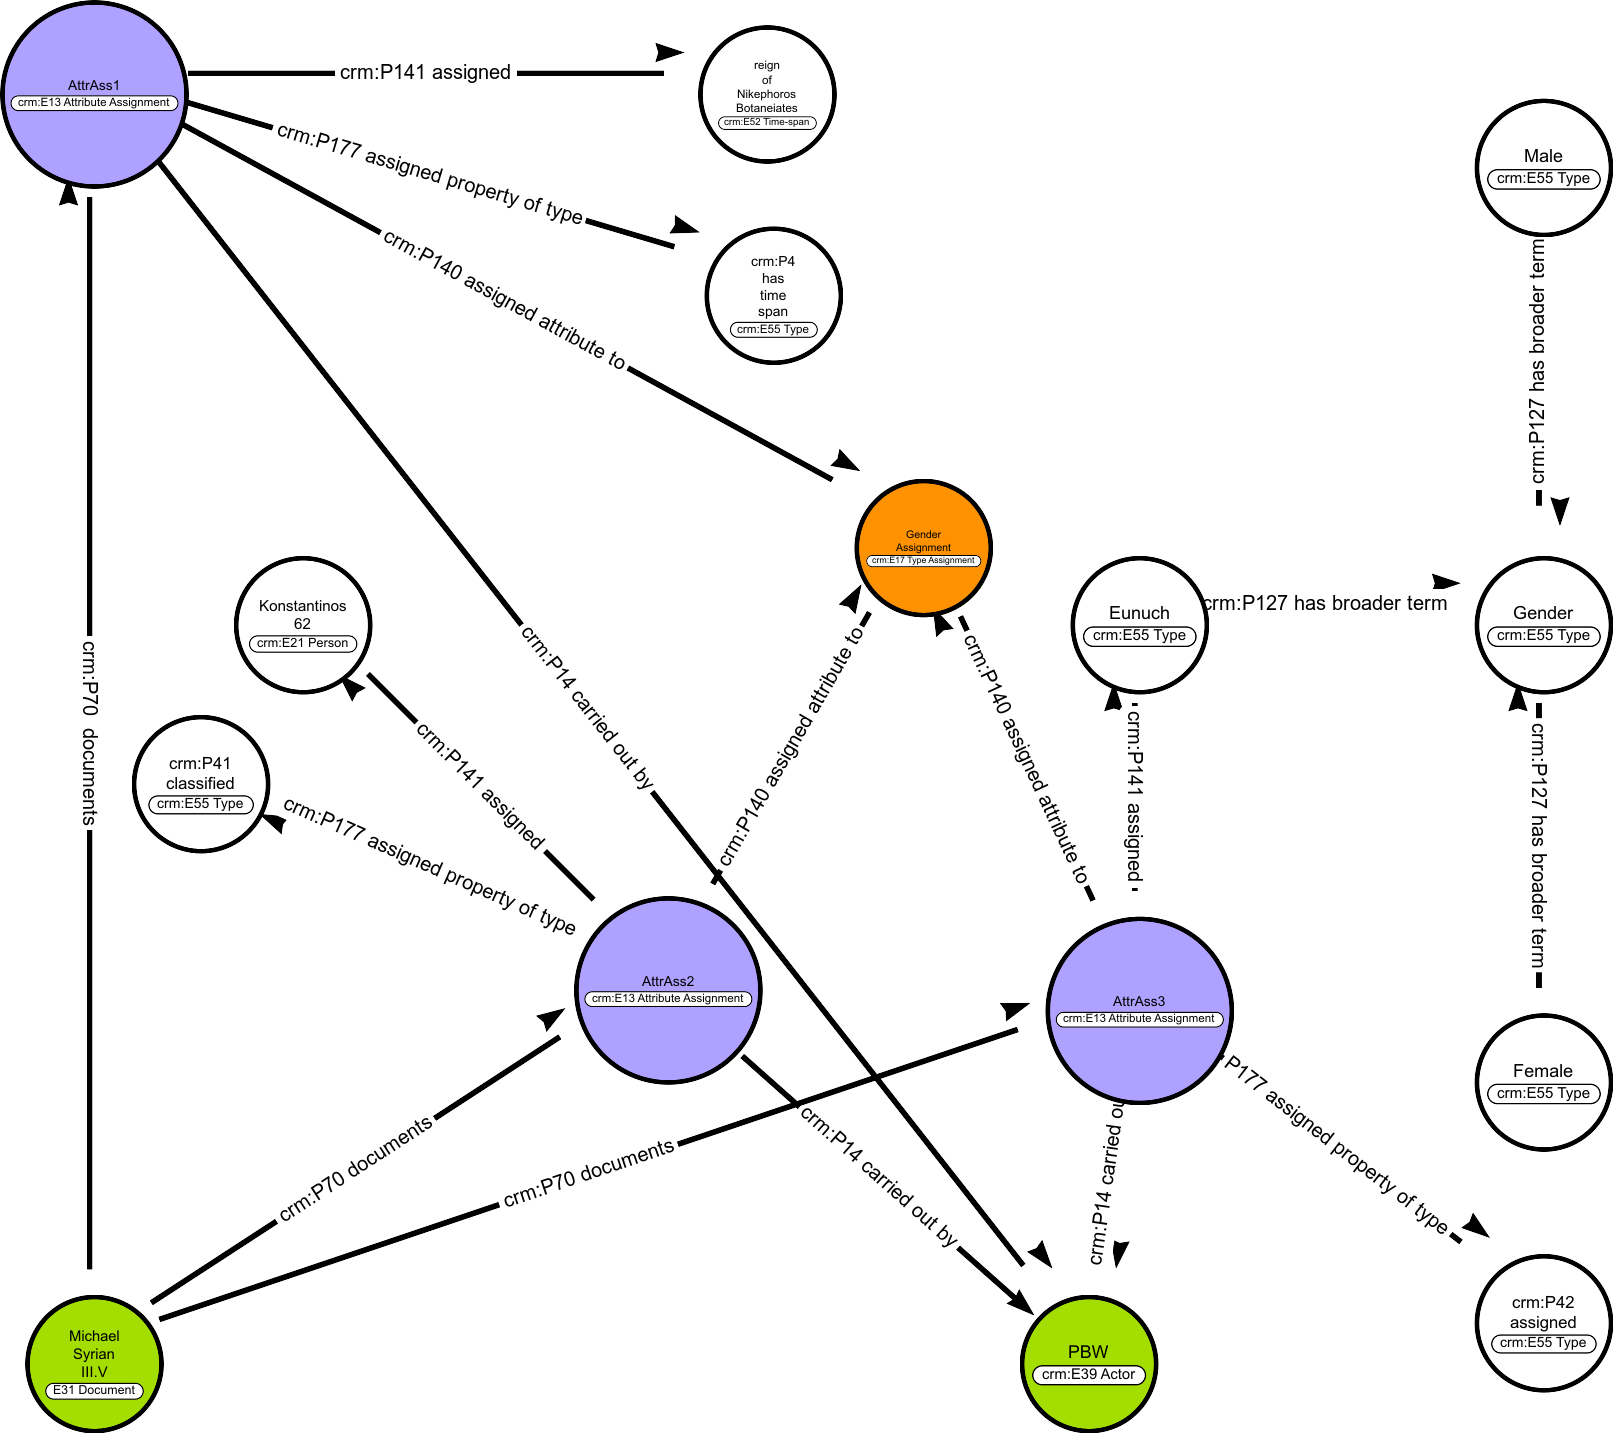 AttrAss1
crm:E13 Attribute Assignment
crm:P141 assigned
reign
of
Nikephoros
Botaneiates
crm:E52 Time-span
crm:P177 assigned property of type
crm:P4
has
time
span
crm:E55 Type
crm:P140 assigned attribute to
Male
crm:E55 Type
crm:P127 has broader term
Gender
Assignment
crm:E17 Type Assignment
Konstantinos
62
crm:E21 Person
Eunuch
crm:E55 Type
crm:P127 has broader term
Gender
crm:E55 Type
crm:P70 documents
crm:P14 carried out by
crm:P140 assigned attribute to
crm:P140 assigned attribute to
crm:P141 assigned
crm:P127 has broader term
crm:P41
classified
crm:E55 Type
crm:P141 assigned
crm:P177 assigned property of type
AttrAss2
crm:E13 Attribute Assignment
AttrAss3
crm:E13 Attribute Assignment
Female
crm:E55 Type
crm:P70 documents
crm:P70 documents
crm:P14 carried out by
crm:P14 carried ou
P177 assigned property of type
Michael
Syrian
III.V
E31 Document
PBW
crm:E39 Actor
crm:P42
assigned
crm:E55 Type